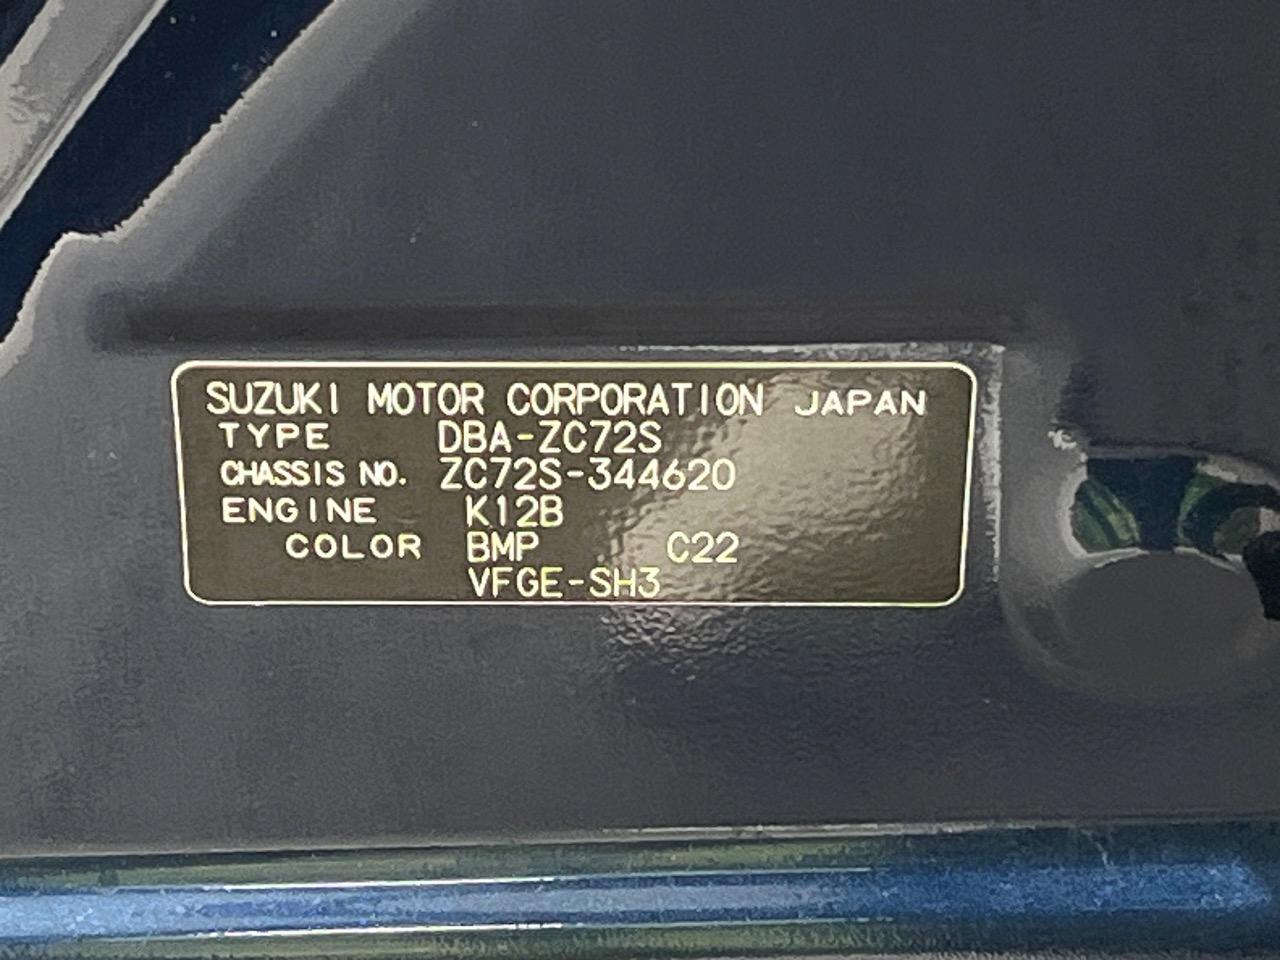 SUZUKI MOTOR CORPORATION JAPAN
TYPE DBA-ZC72S
CHASSIS NO. ZC72S-344620
ENGINE K12B
COLOR BMP C22
VFGE-SH3